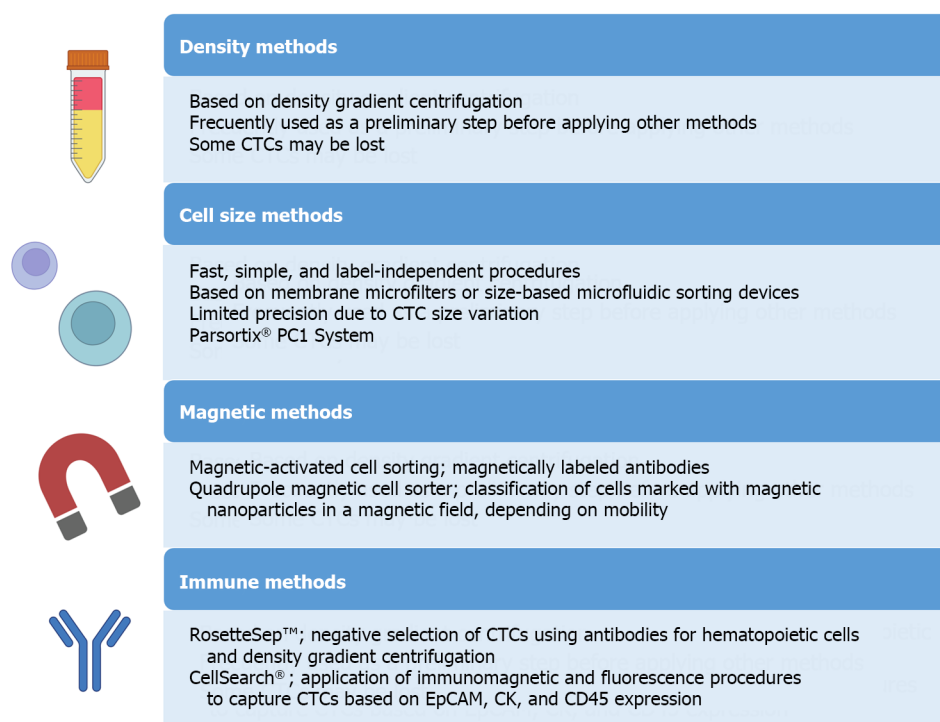 Density methods
Based on density gradient centrifugation
Frecuently used as a preliminary step before applying other methods
Some CTCs may be lost
Cell size methods
Fast, simple, and label-independent procedures
Based on membrane microfilters or size-based microfluidic sorting devices
Limited precision due to CTC size variation
Parsortix® PC1 System
Magnetic methods
Magnetic-activated cell sorting; magnetically labeled antibodies
Quadrupole magnetic cell sorter; classification of cells marked with magnetic
nanoparticles in a magnetic field, depending on mobility
Immune methods
RosetteSep™; negative selection of CTCs using antibodies for hematopoietic cells
and density gradient centrifugation
CellSearch®; application of immunomagnetic and fluorescence procedures
to capture CTCs based on EpCAM, CK, and CD45 expression